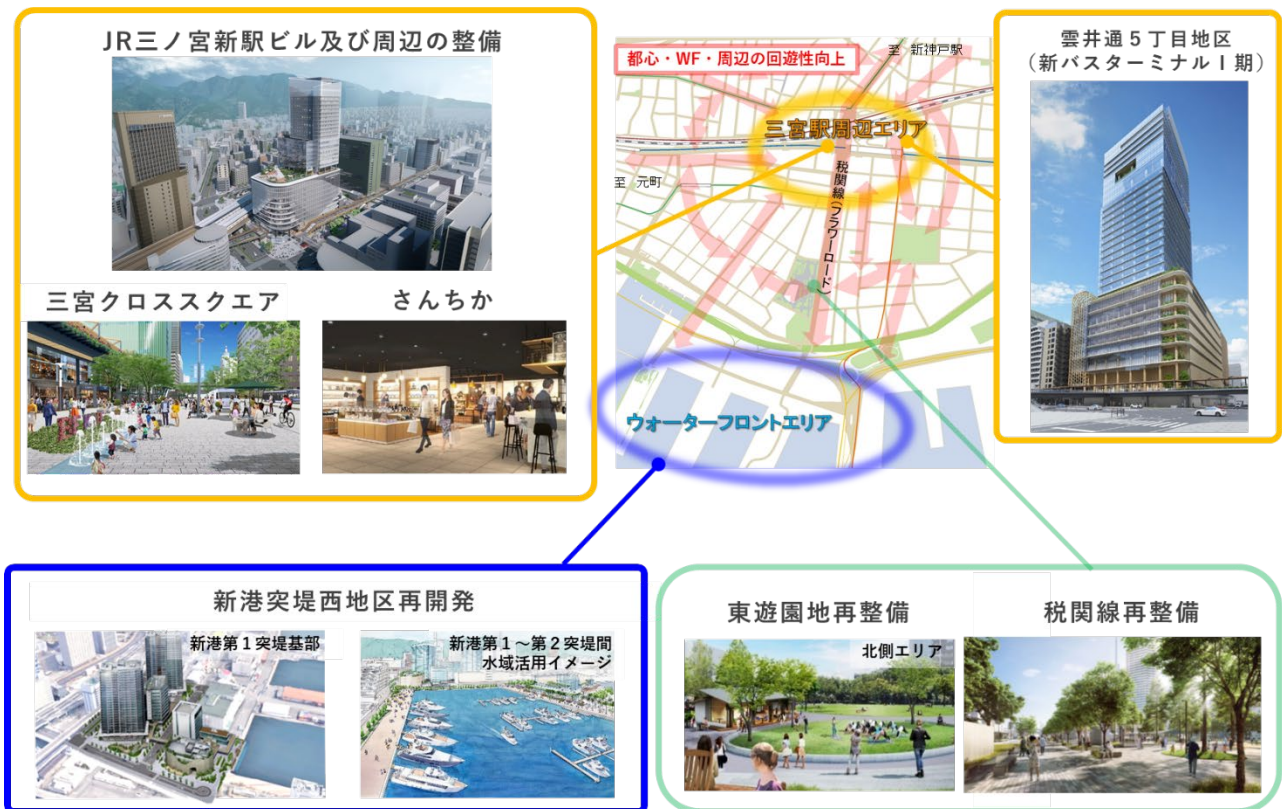 JR三ノ宮新駅ビル及び周辺の整備
三宮クロススクエア
さんちか
都心・WF・周辺の回遊性向上
至 新神戸駅
三宮駅周辺エリア
至 元町
税関線(フラワーロード)
ウォーターフロントエリア
雲井通5丁目地区
(新バスターミナルⅠ期)
新港突堤西地区再開発
新港第1突堤基部
新港第1~第2突堤間
水域活用イメージ
東遊園地再整備
北側エリア
税関線再整備